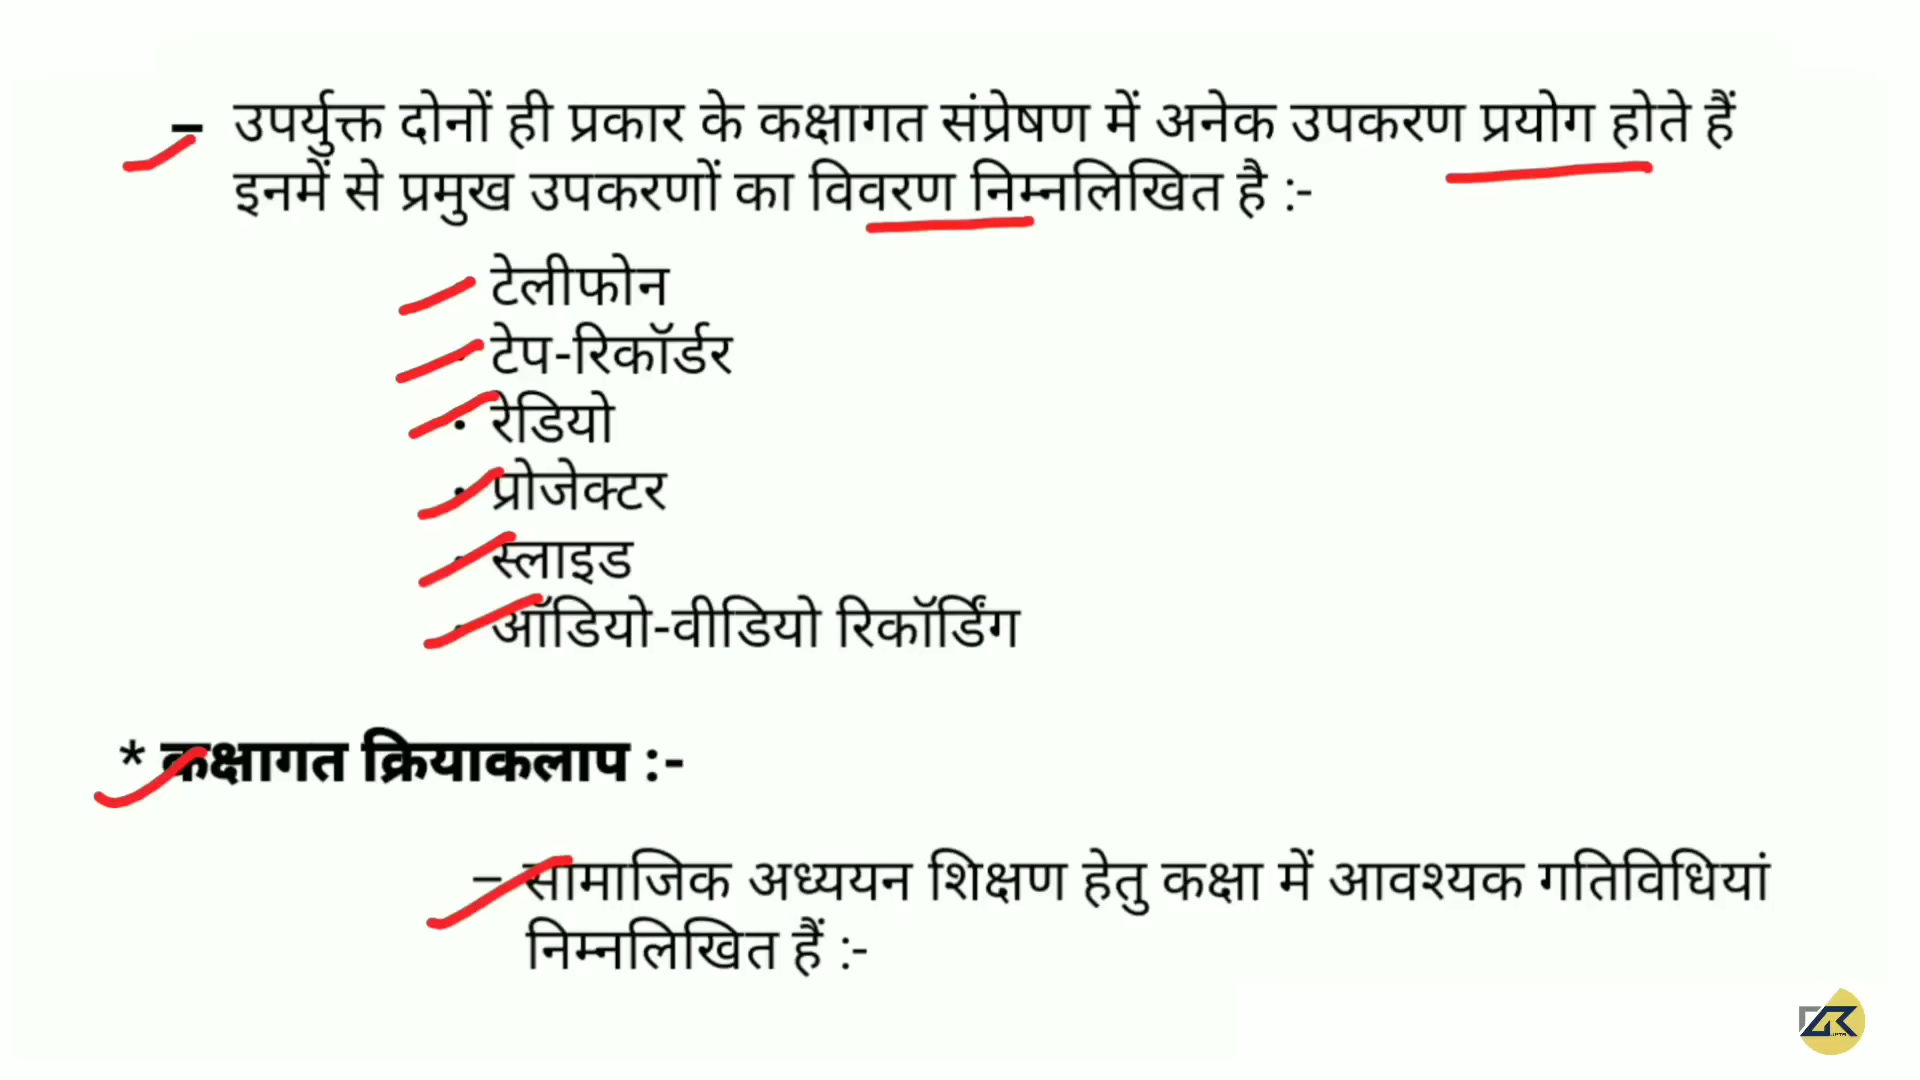 – उपर्युक्त दोनों ही प्रकार के कक्षागत संप्रेषण में अनेक उपकरण प्रयोग होते हैं
इनमें से प्रमुख उपकरणों का विवरण निम्नलिखित है :-
टेलीफोन
· टेप-रिकॉर्डर
· रेडियो
· प्रोजेक्टर
· स्लाइड
· ऑडियो-वीडियो रिकॉर्डिंग
* कक्षागत क्रियाकलाप :-
– सामाजिक अध्ययन शिक्षण हेतु कक्षा में आवश्यक गतिविधियां
निम्नलिखित हैं :-